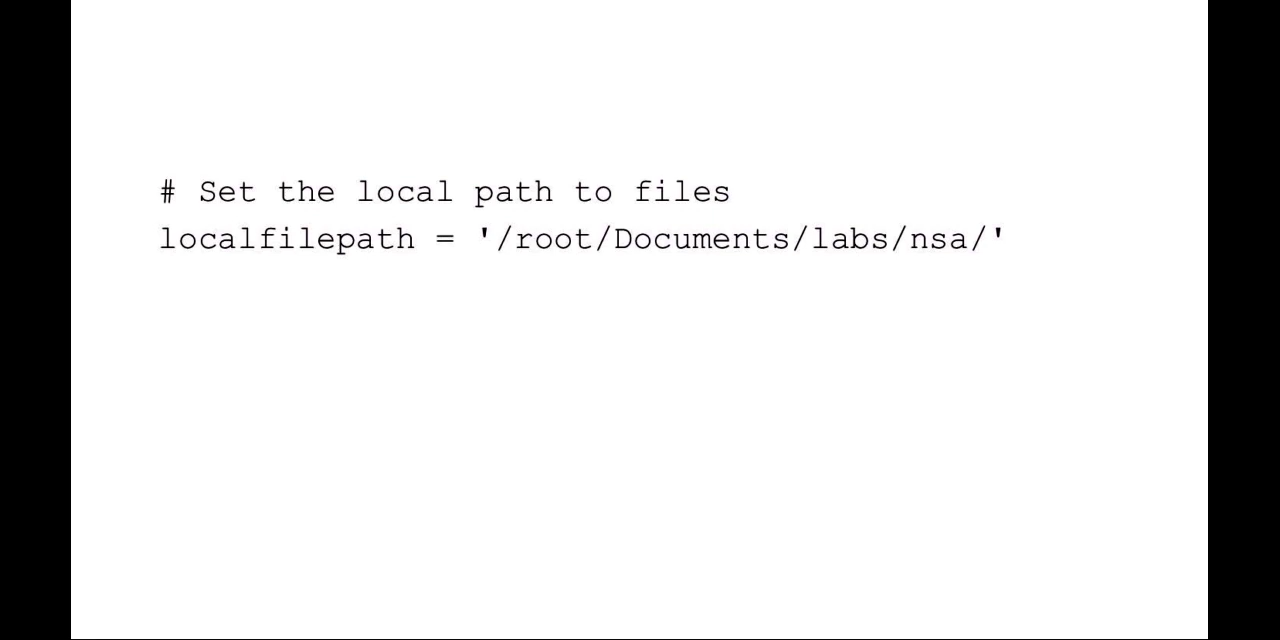 # Set the local path to files
localfilepath = '/root/Documents/labs/nsa/'